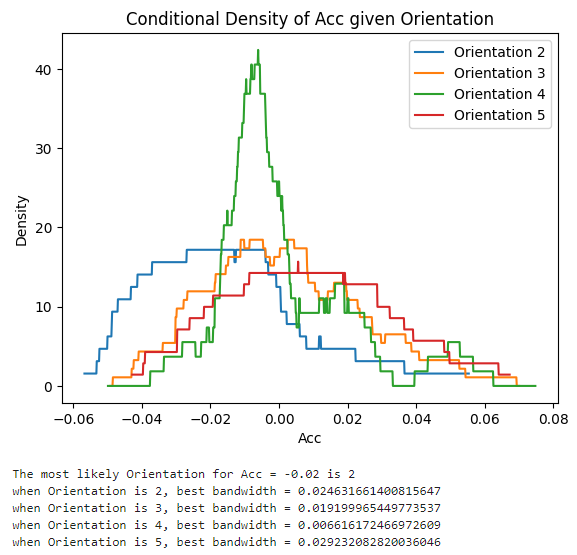 Conditional Density of Acc given Orientation
Orientation 2
Orientation 3
Orientation 4
Orientation 5
Density
40
30
20
10
0
−0.06 −0.04 −0.02 0.00 0.02 0.04 0.06 0.08
Acc
The most likely Orientation for Acc = -0.02 is 2
when Orientation is 2, best bandwidth = 0.024631661400815647
when Orientation is 3, best bandwidth = 0.019199965449773537
when Orientation is 4, best bandwidth = 0.006616172466972609
when Orientation is 5, best bandwidth = 0.029232082820036046